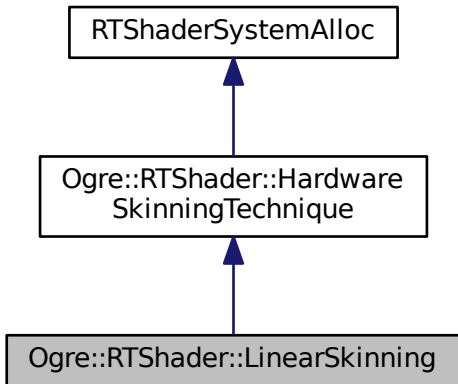 RTShaderSystemAlloc
Ogre::RTShader::Hardware
SkinningTechnique
Ogre::RTShader::LinearSkinning